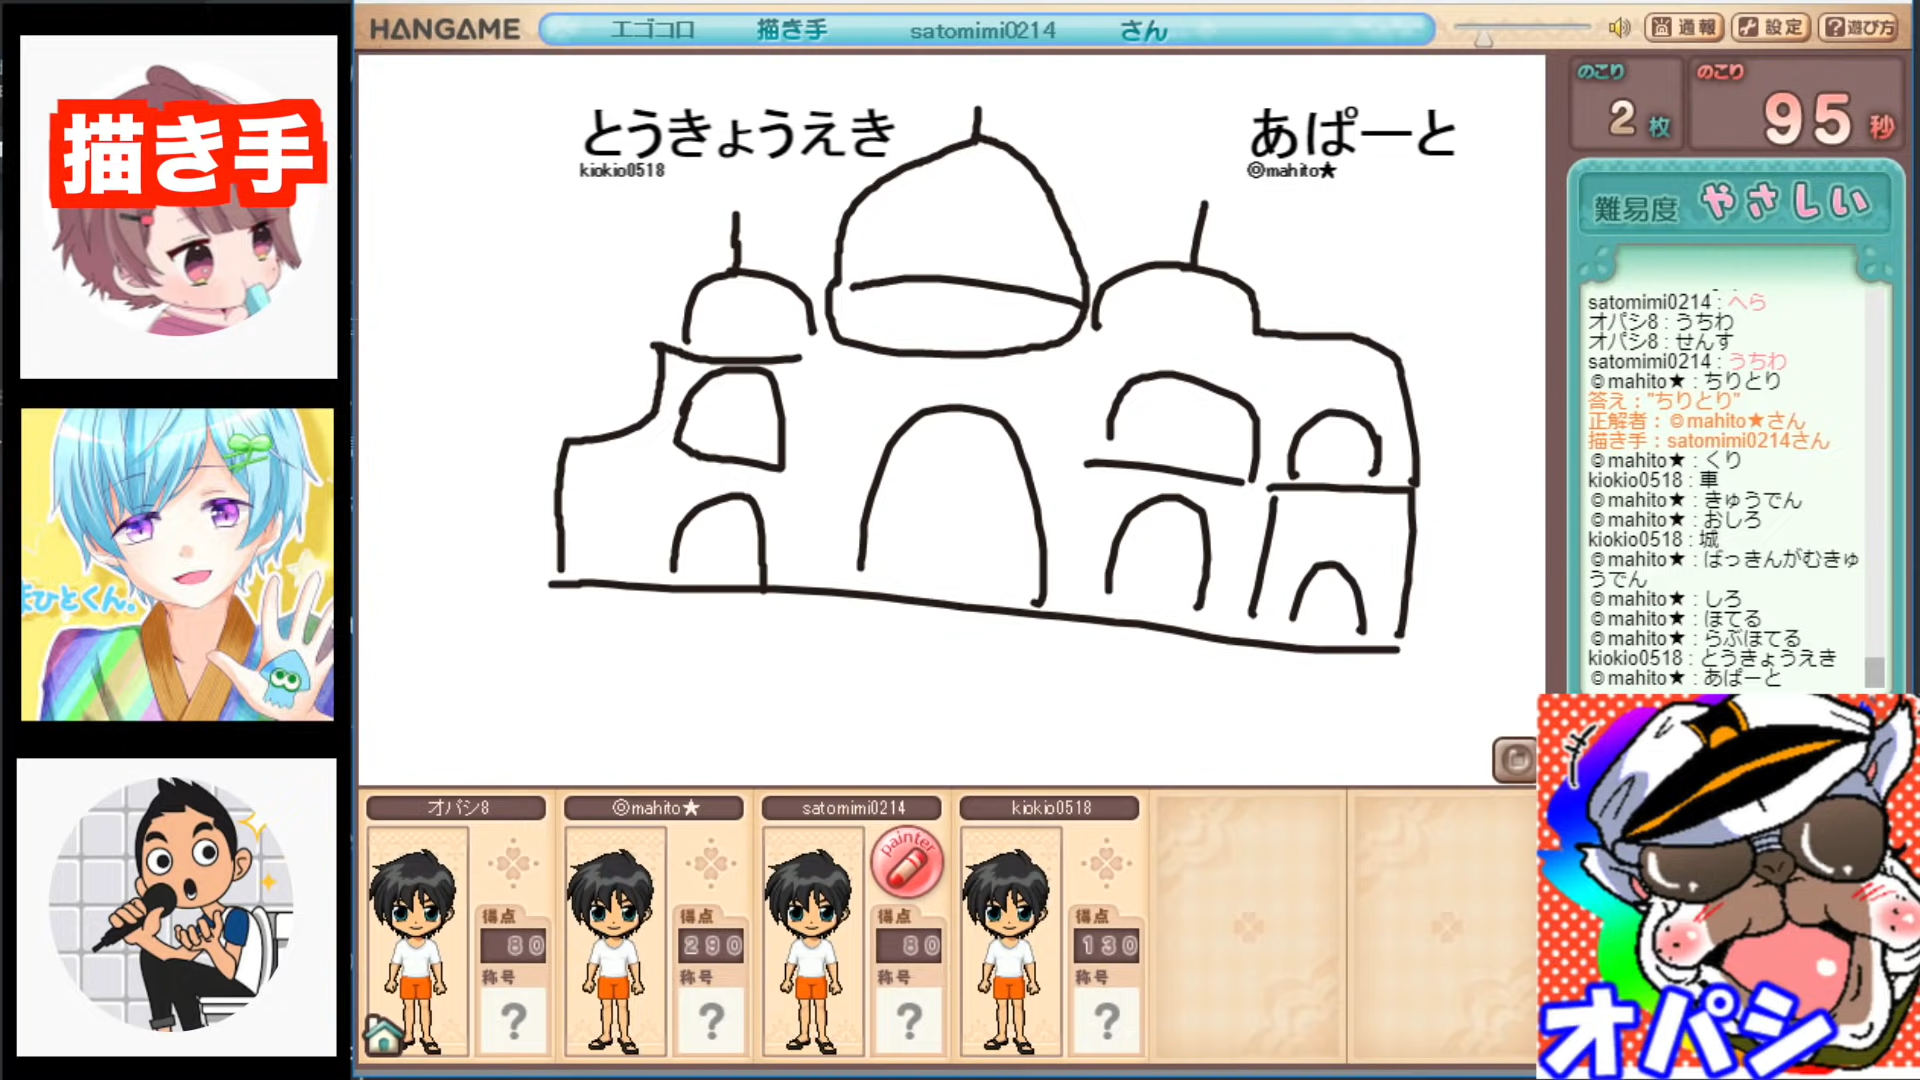 描き手
HANGAME
エゴコロ 描き手 satomimi0214 さん
通報
設定
遊び方
とうきょうえき
kiokio0518
あぱーと
◎mahito★
のこり
2枚
のこり
95秒
難易度 やさしい
satomimi0214 : へら
オパシ8 : うちわ
オパシ8 : せんす
satomimi0214 : うちわ
◎mahito★ : ちりとり
答え："ちりとり"
正解者：◎mahito★さん
描き手：satomimi0214さん
◎mahito★ : くり
kiokio0518 : 車
◎mahito★ : きゅうでん
◎mahito★ : おしろ
kiokio0518 : 城
◎mahito★ : ばっきんがむきゅ
うでん
◎mahito★ : しろ
◎mahito★ : ほてる
◎mahito★ : らぶほてる
kiokio0518 : とうきょうえき
◎mahito★ : あぱーと
ひとくん。
オパシ8
得点
80
称号
?
◎mahito★
得点
290
称号
?
satomimi0214
painter
得点
80
称号
?
kiokio0518
得点
130
称号
?
オパシ